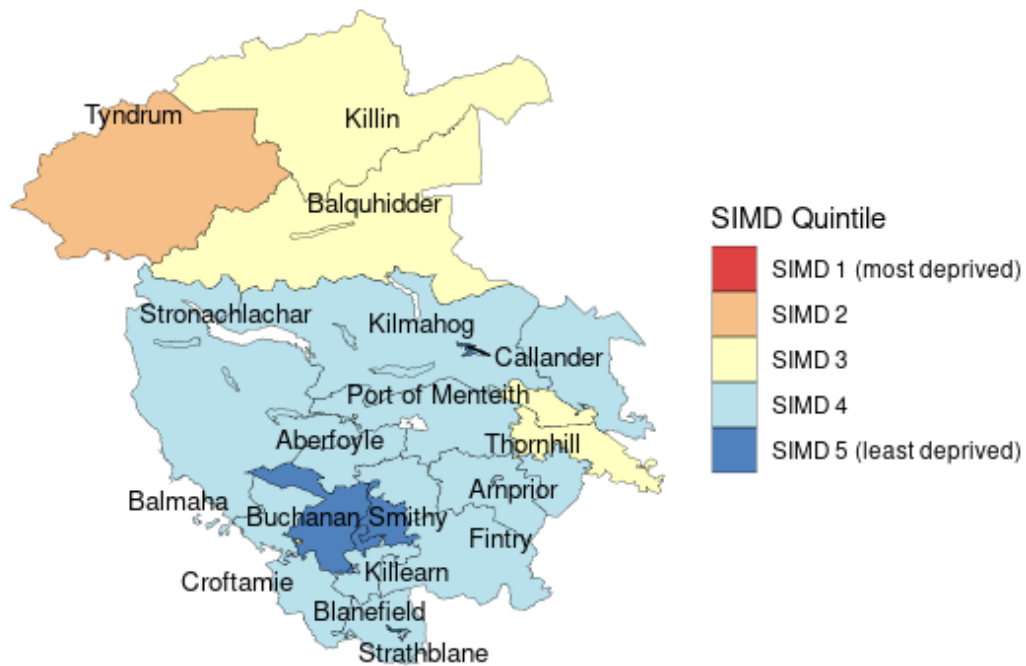 Tyndrum
Killin
Balquhidder
Stronachlachar
Kilmahog
Callander
Port of Menteith
Aberfoyle
Thornhill
Balmaha
Buchanan Smithy
Arnprior
Fintry
Croftamie
Killearn
Blanefield
Strathblane
SIMD Quintile
SIMD 1 (most deprived)
SIMD 2
SIMD 3
SIMD 4
SIMD 5 (least deprived)